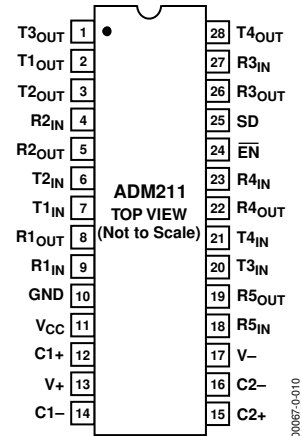 T3OUT 1
T1OUT 2
T2OUT 3
R2IN 4
R2OUT 5
T2IN 6
T1IN 7
R1OUT 8
R1IN 9
GND 10
VCC 11
C1+ 12
V+ 13
C1– 14
ADM211
TOP VIEW
(Not to Scale)
28 T4OUT
27 R3IN
26 R3OUT
25 SD
24 E̅N̅
23 R4IN
22 R4OUT
21 T4IN
20 T3IN
19 R5OUT
18 R5IN
17 V–
16 C2–
15 C2+
00067-0-010